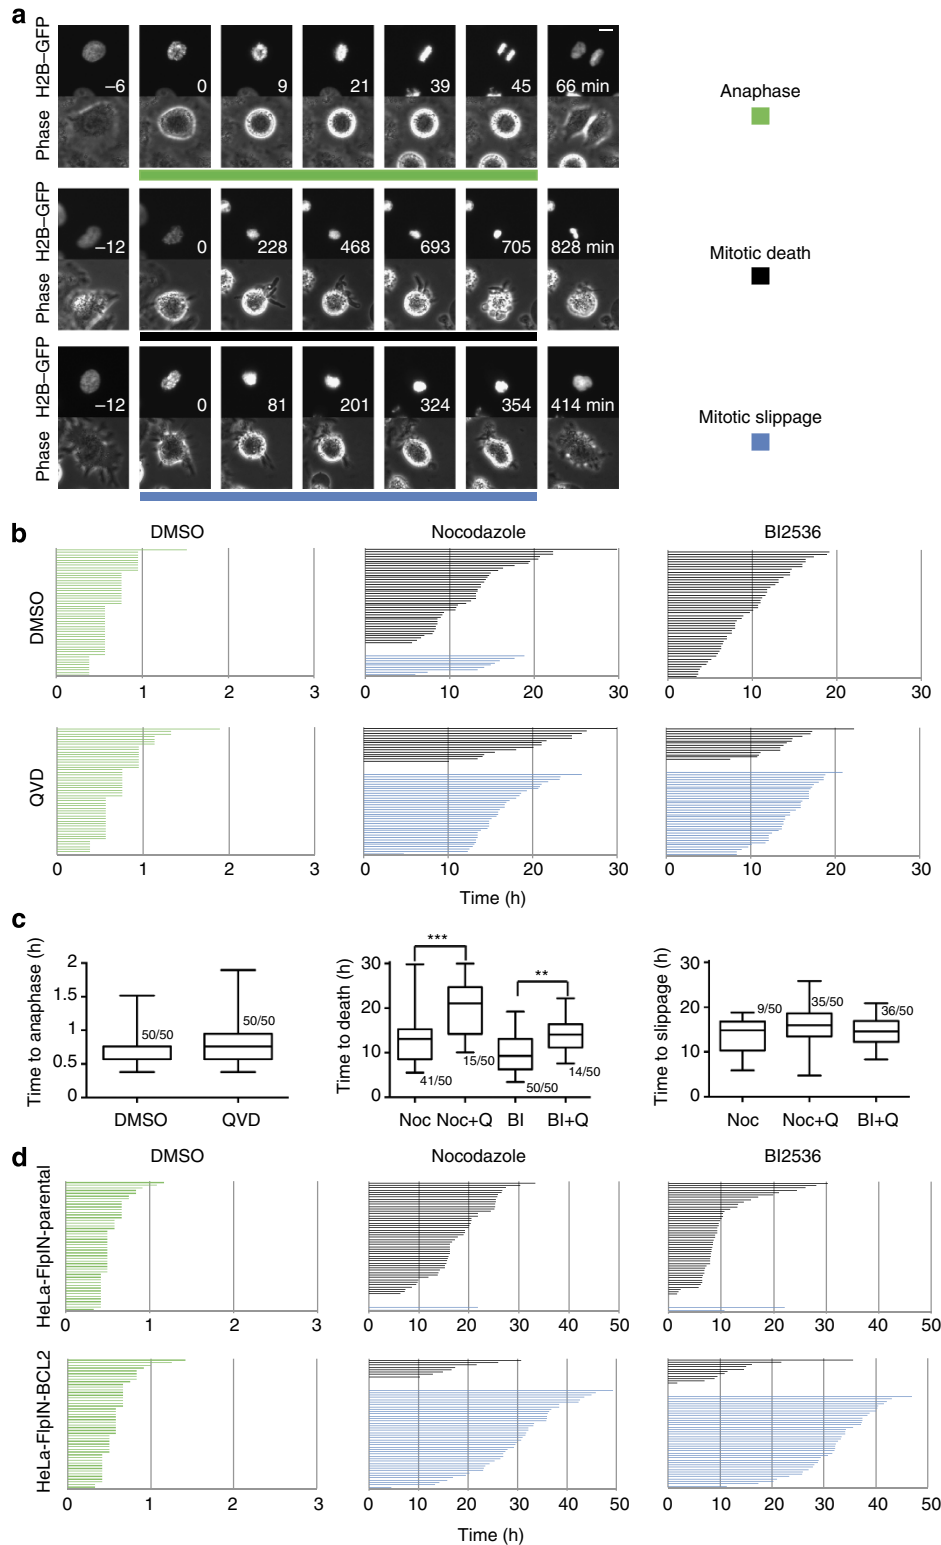 a
H2B–GFP
–6
0
9
21
39
45
66 min
Phase
Anaphase
H2B–GFP
–12
0
228
468
693
705
828 min
Phase
Mitotic death
H2B–GFP
–12
0
81
201
324
354
414 min
Phase
Mitotic slippage
b
DMSO
Nocodazole
BI2536
DMSO
0 1 2 3
0 10 20 30
0 10 20 30
QVD
0 1 2 3
0 10 20 30
0 10 20 30
Time (h)
c
Time to anaphase (h)
2
1.5
1
0.5
0
50/50
50/50
DMSO QVD
Time to death (h)
30
20
10
0
***
**
41/50
15/50
50/50
14/50
Noc Noc+Q BI BI+Q
Time to slippage (h)
30
20
10
0
9/50
35/50
36/50
Noc Noc+Q BI+Q
d
DMSO
Nocodazole
BI2536
HeLa-FlpIN-parental
0 1 2 3
0 10 20 30 40 50
0 10 20 30 40 50
HeLa-FlpIN-BCL2
0 1 2 3
0 10 20 30 40 50
0 10 20 30 40 50
Time (h)